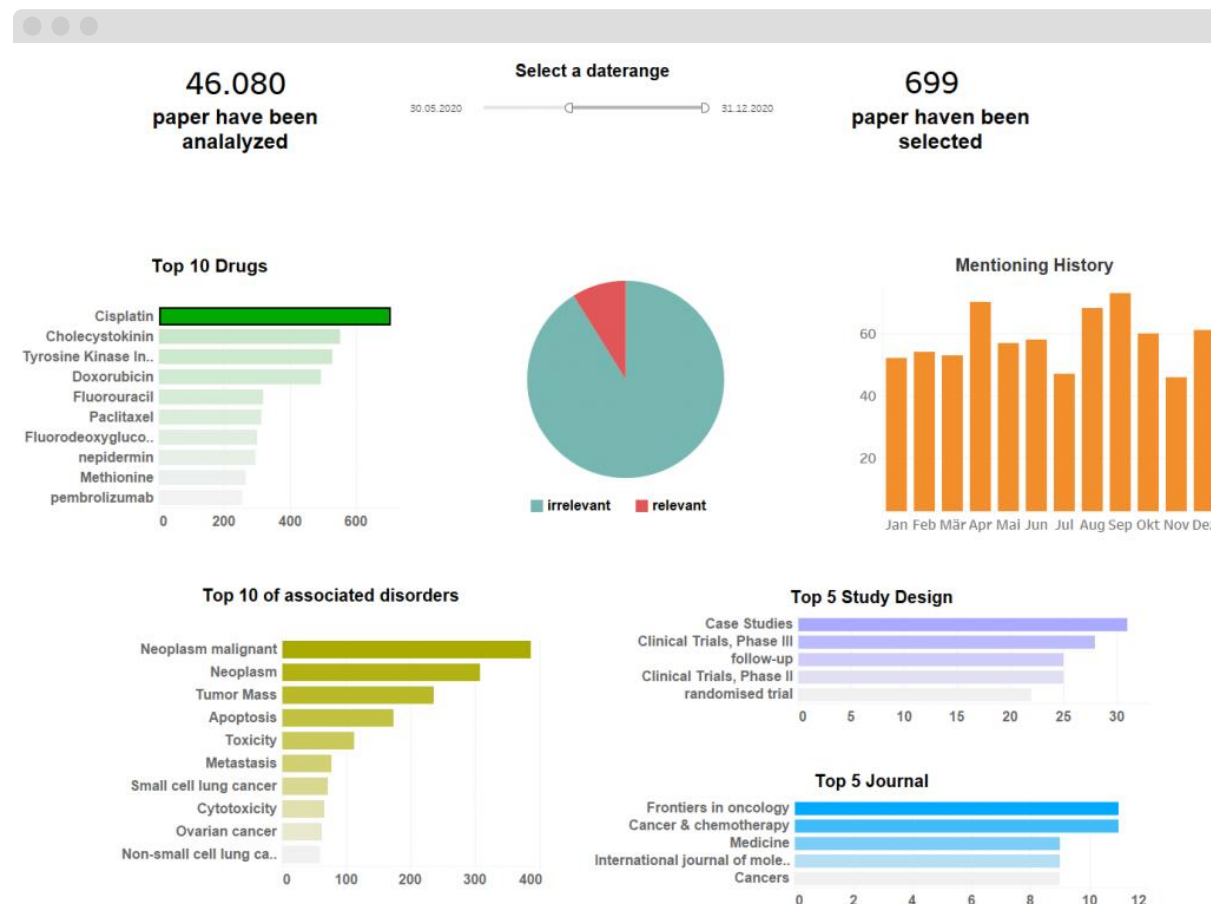 46.080
paper have been
analalyzed
Select a daterange
30.05.2020
31.12.2020
699
paper haven been
selected
Top 10 Drugs
Cisplatin
Cholecystokinin
Tyrosine Kinase In..
Doxorubicin
Fluorouracil
Paclitaxel
Fluorodeoxygluco..
nepidermin
Methionine
pembrolizumab
0 200 400 600
irrelevant relevant
Mentioning History
60
40
20
Jan Feb Mär Apr Mai Jun Jul Aug Sep Okt Nov Dez
Top 10 of associated disorders
Neoplasm malignant
Neoplasm
Tumor Mass
Apoptosis
Toxicity
Metastasis
Small cell lung cancer
Cytotoxicity
Ovarian cancer
Non-small cell lung ca..
0 100 200 300 400
Top 5 Study Design
Case Studies
Clinical Trials, Phase III
follow-up
Clinical Trials, Phase II
randomised trial
0 5 10 15 20 25 30
Top 5 Journal
Frontiers in oncology
Cancer & chemotherapy
Medicine
International journal of mole..
Cancers
0 2 4 6 8 10 12